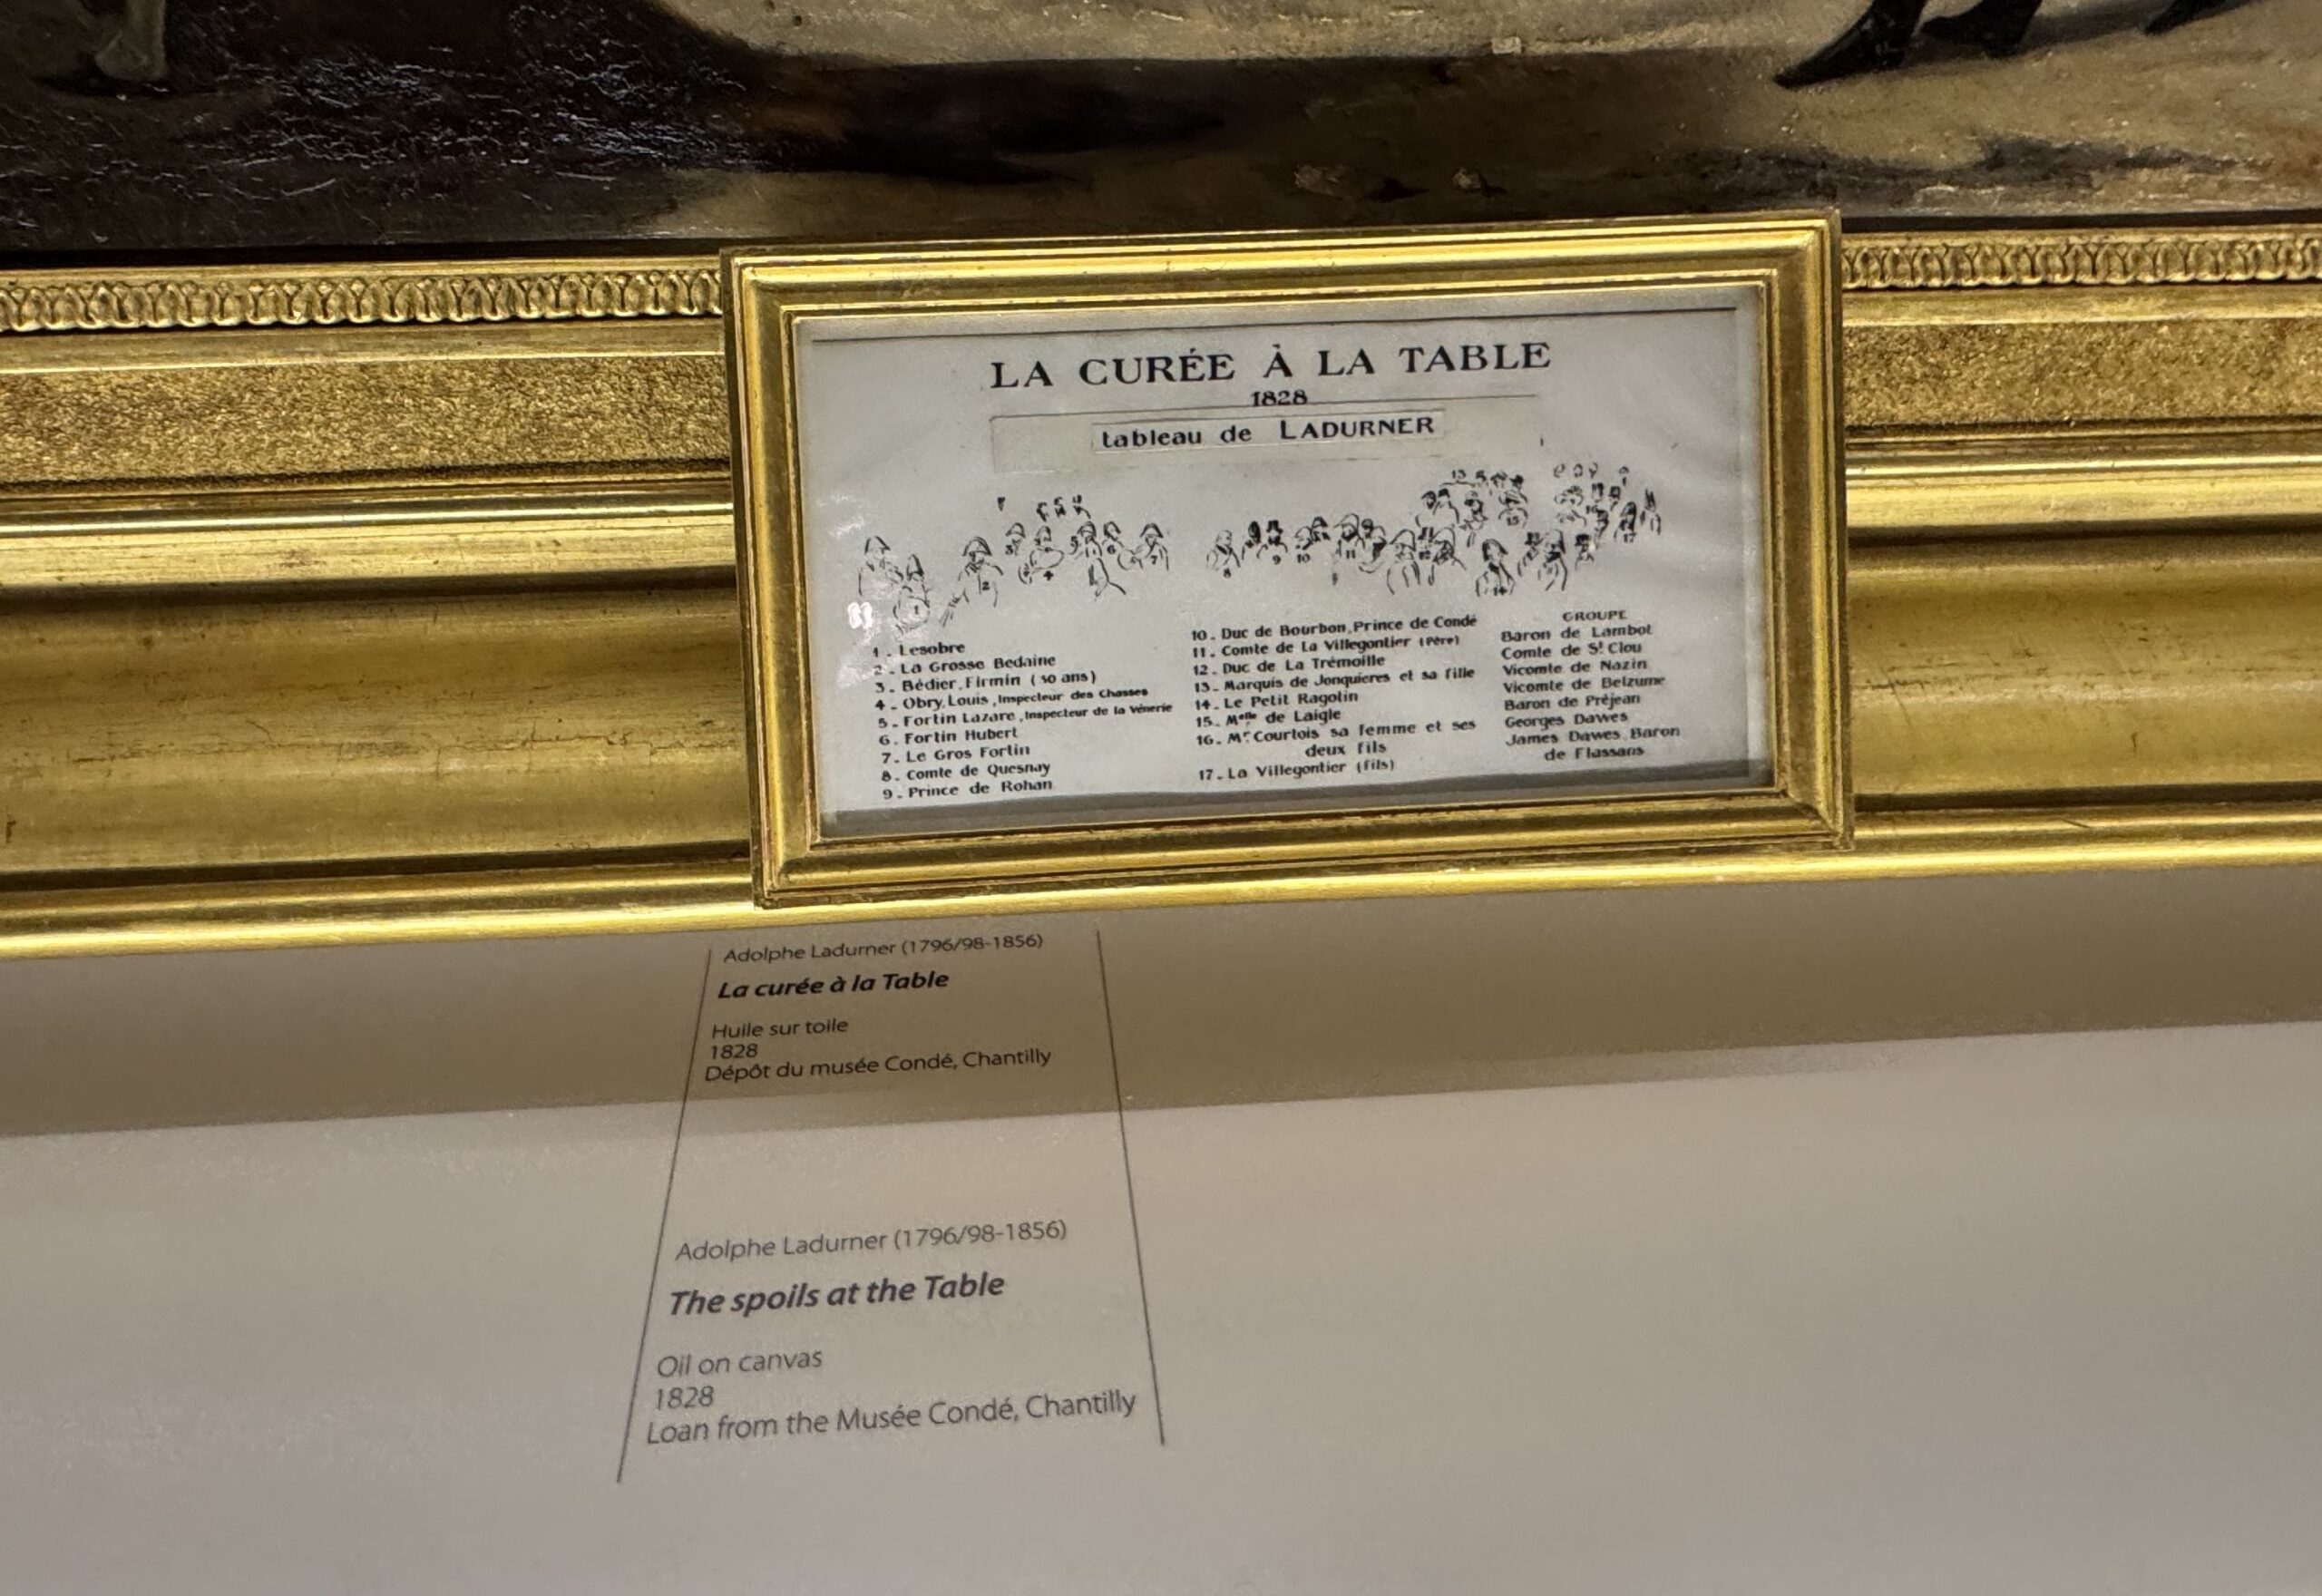 LA CURÉE À LA TABLE
1828
tableau de LADURNER
1 - Lesobre
2 - La Grosse Bedaine
3 - Bédier, Firmin (10 ans)
4 - Obry, Louis, Inspecteur des Chasses
5 - Fortin Lazare, Inspecteur de la Vénerie
6 - Fortin Hubert
7 - Le Gros Fortin
8 - Comte de Quesnay
9 - Prince de Rohan
10 - Duc de Bourbon, Prince de Condé
11 - Comte de La Villegontier (Père)
12 - Duc de La Trémoille
13 - Marquis de Jonquieres et sa fille
14 - Le Petit Ragotin
15 - Melle de Laigle
16 - Mr Courtois sa femme et ses
deux fils
17 - La Villegontier (fils)
GROUPE
Baron de Lambot
Comte de St Clou
Vicomte de Nazin
Vicomte de Belzume
Baron de Préjean
Georges Dawes
James Dawes Baron
de Flassans
Adolphe Ladurner (1796/98-1856)
La curée à la Table
Huile sur toile
1828
Dépôt du musée Condé, Chantilly
Adolphe Ladurner (1796/98-1856)
The spoils at the Table
Oil on canvas
1828
Loan from the Musée Condé, Chantilly